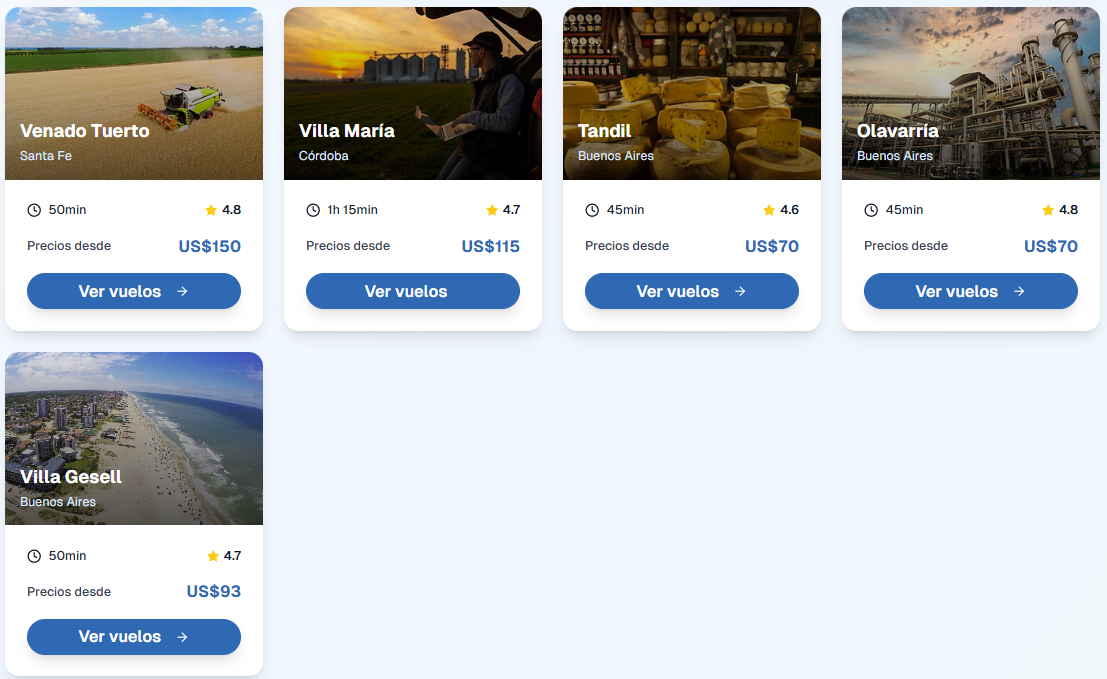 Venado Tuerto
Santa Fe
50min
4.8
Precios desde
US$150
Ver vuelos →
Villa María
Córdoba
1h 15min
4.7
Precios desde
US$115
Ver vuelos
Tandil
Buenos Aires
45min
4.6
Precios desde
US$70
Ver vuelos →
Olavarría
Buenos Aires
45min
4.8
Precios desde
US$70
Ver vuelos →
Villa Gesell
Buenos Aires
50min
4.7
Precios desde
US$93
Ver vuelos →